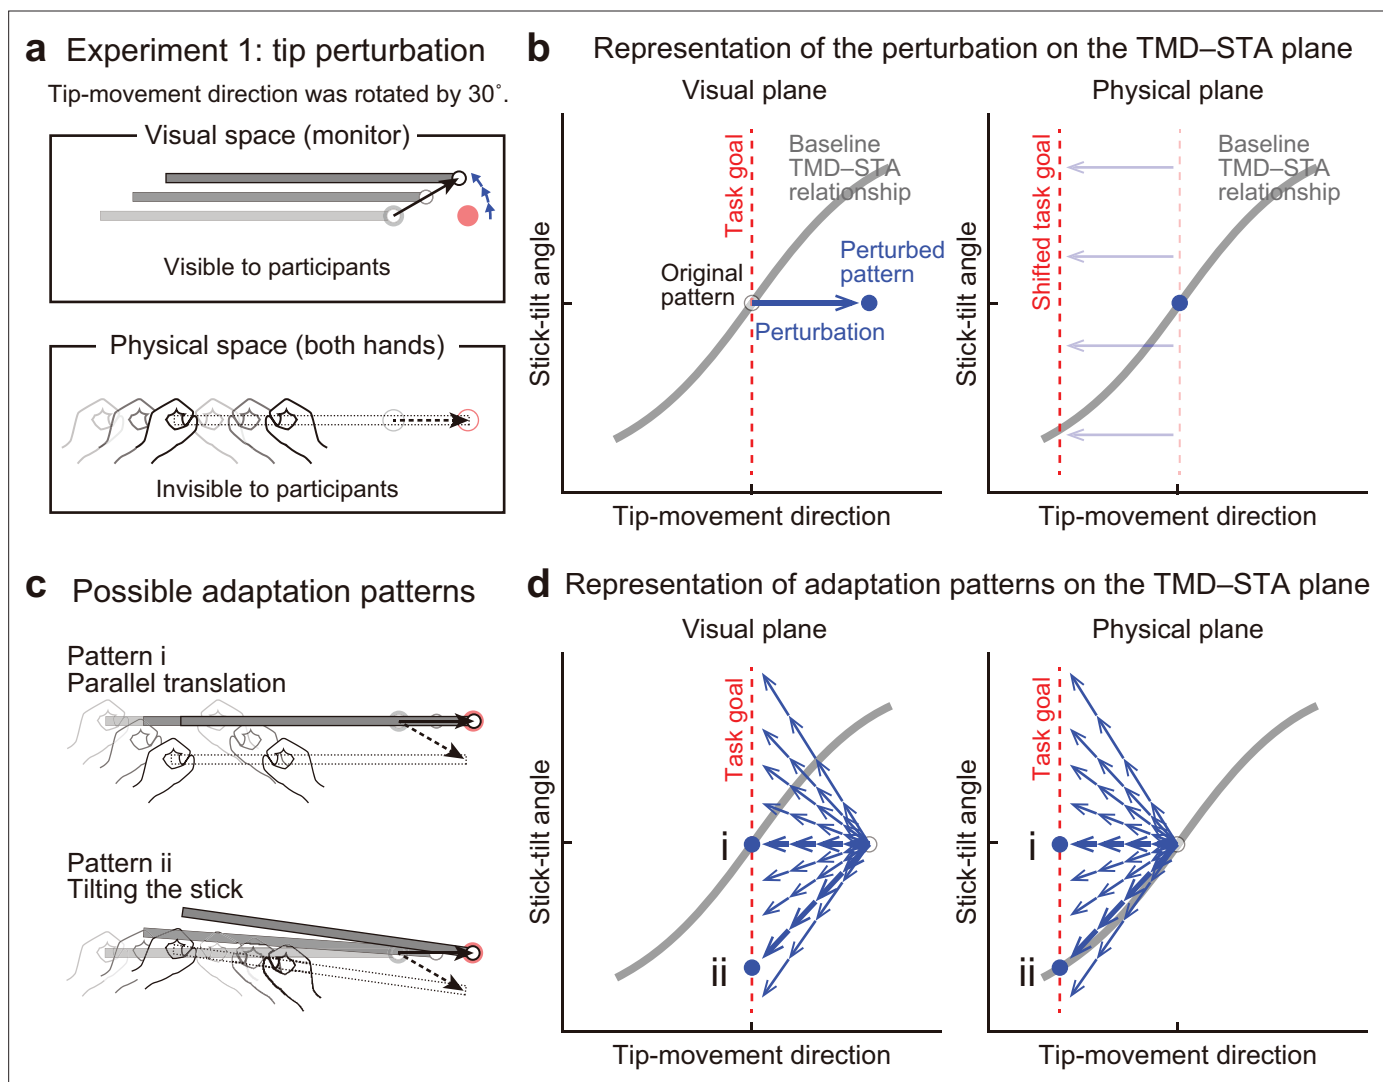 a Experiment 1: tip perturbation
Tip-movement direction was rotated by 30˚.
Visual space (monitor)
Visible to participants
Physical space (both hands)
Invisible to participants
b Representation of the perturbation on the TMD–STA plane
Visual plane
Stick-tilt angle
Task goal
Baseline
TMD–STA
relationship
Original
pattern
Perturbed
pattern
Perturbation
Tip-movement direction
Physical plane
Stick-tilt angle
Shifted task goal
Baseline
TMD–STA
relationship
Tip-movement direction
c Possible adaptation patterns
Pattern i
Parallel translation
Pattern ii
Tilting the stick
d Representation of adaptation patterns on the TMD–STA plane
Visual plane
Stick-tilt angle
Task goal
i
ii
Tip-movement direction
Physical plane
Stick-tilt angle
Task goal
i
ii
Tip-movement direction